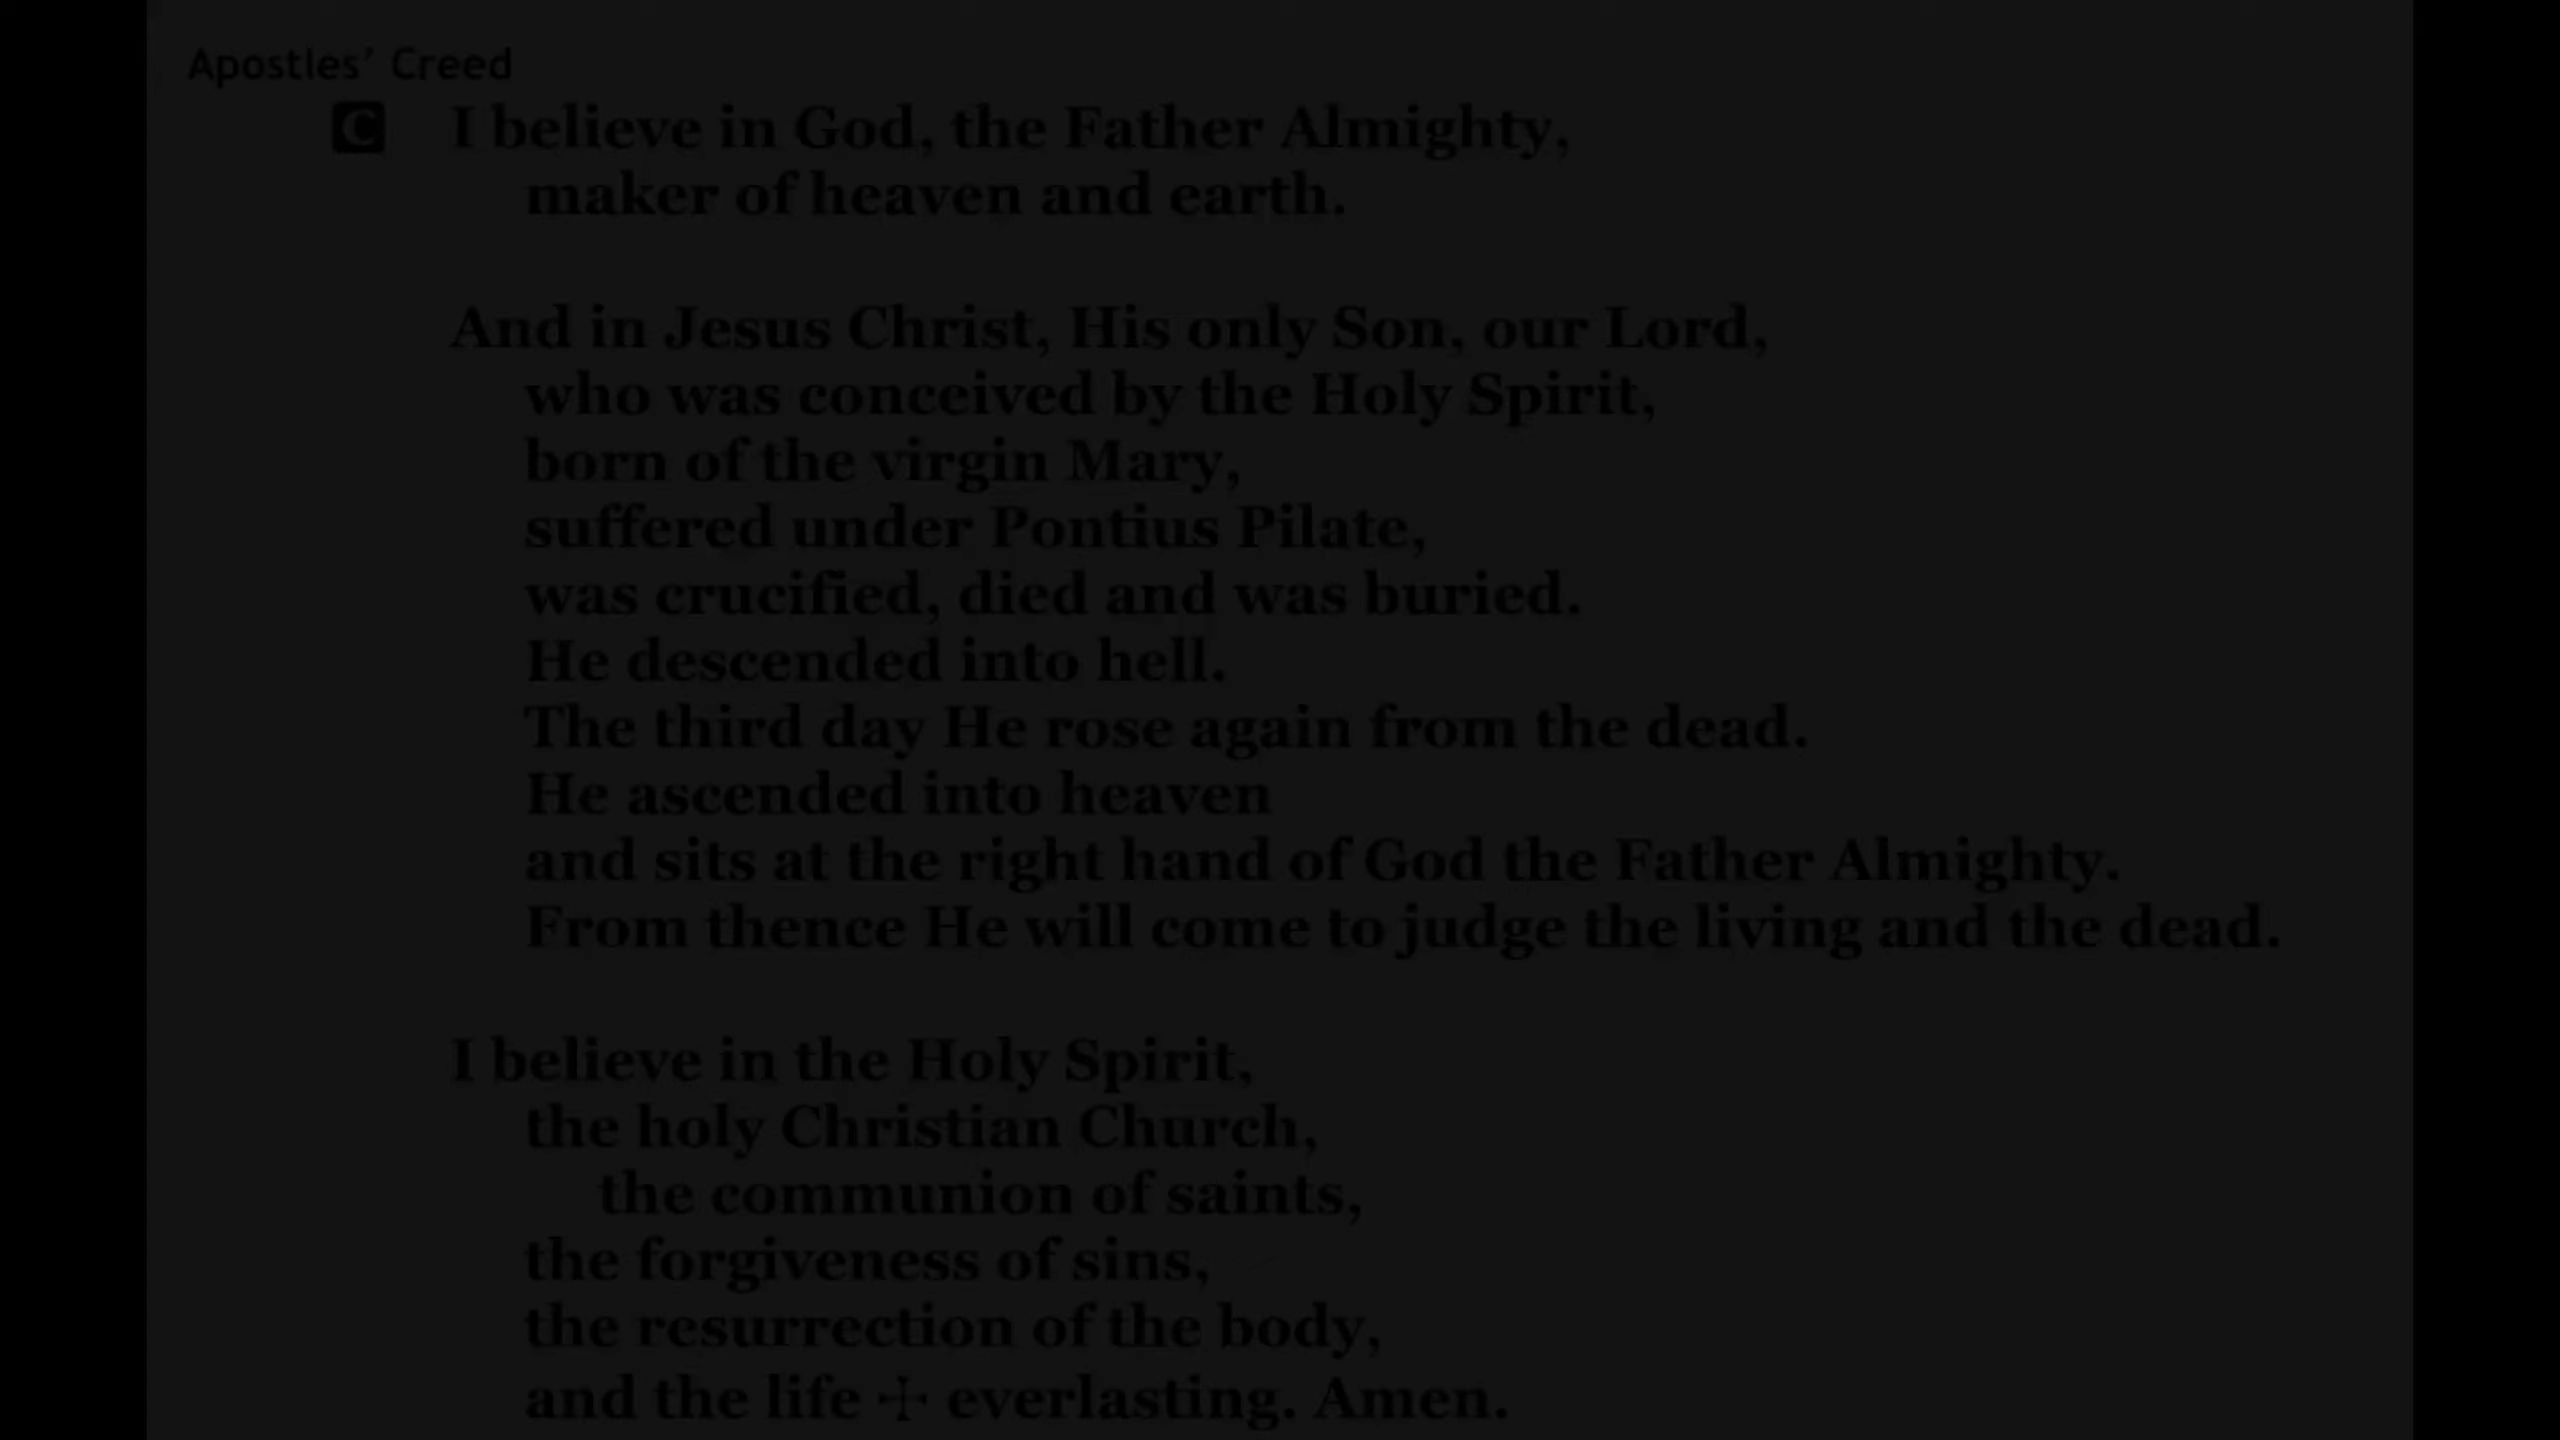 Apostles’ Creed
C I believe in God, the Father Almighty,
maker of heaven and earth.
And in Jesus Christ, His only Son, our Lord,
who was conceived by the Holy Spirit,
born of the virgin Mary,
suffered under Pontius Pilate,
was crucified, died and was buried.
He descended into hell.
The third day He rose again from the dead.
He ascended into heaven
and sits at the right hand of God the Father Almighty.
From thence He will come to judge the living and the dead.
I believe in the Holy Spirit,
the holy Christian Church,
the communion of saints,
the forgiveness of sins,
the resurrection of the body,
and the life ☩ everlasting. Amen.